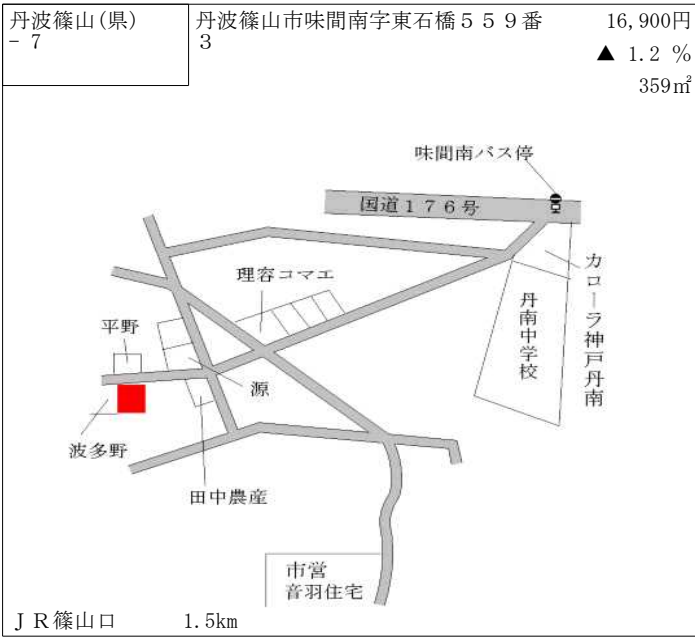 丹波篠山(県)
－７
丹波篠山市味間南字東石橋５５９番
３
16,900円
▲ 1.2 %
359㎡
味間南バス停
国道１７６号
カローラ神戸丹南
丹南中学校
理容コマエ
平野
源
波多野
田中農産
市営
音羽住宅
ＪＲ篠山口 1.5km